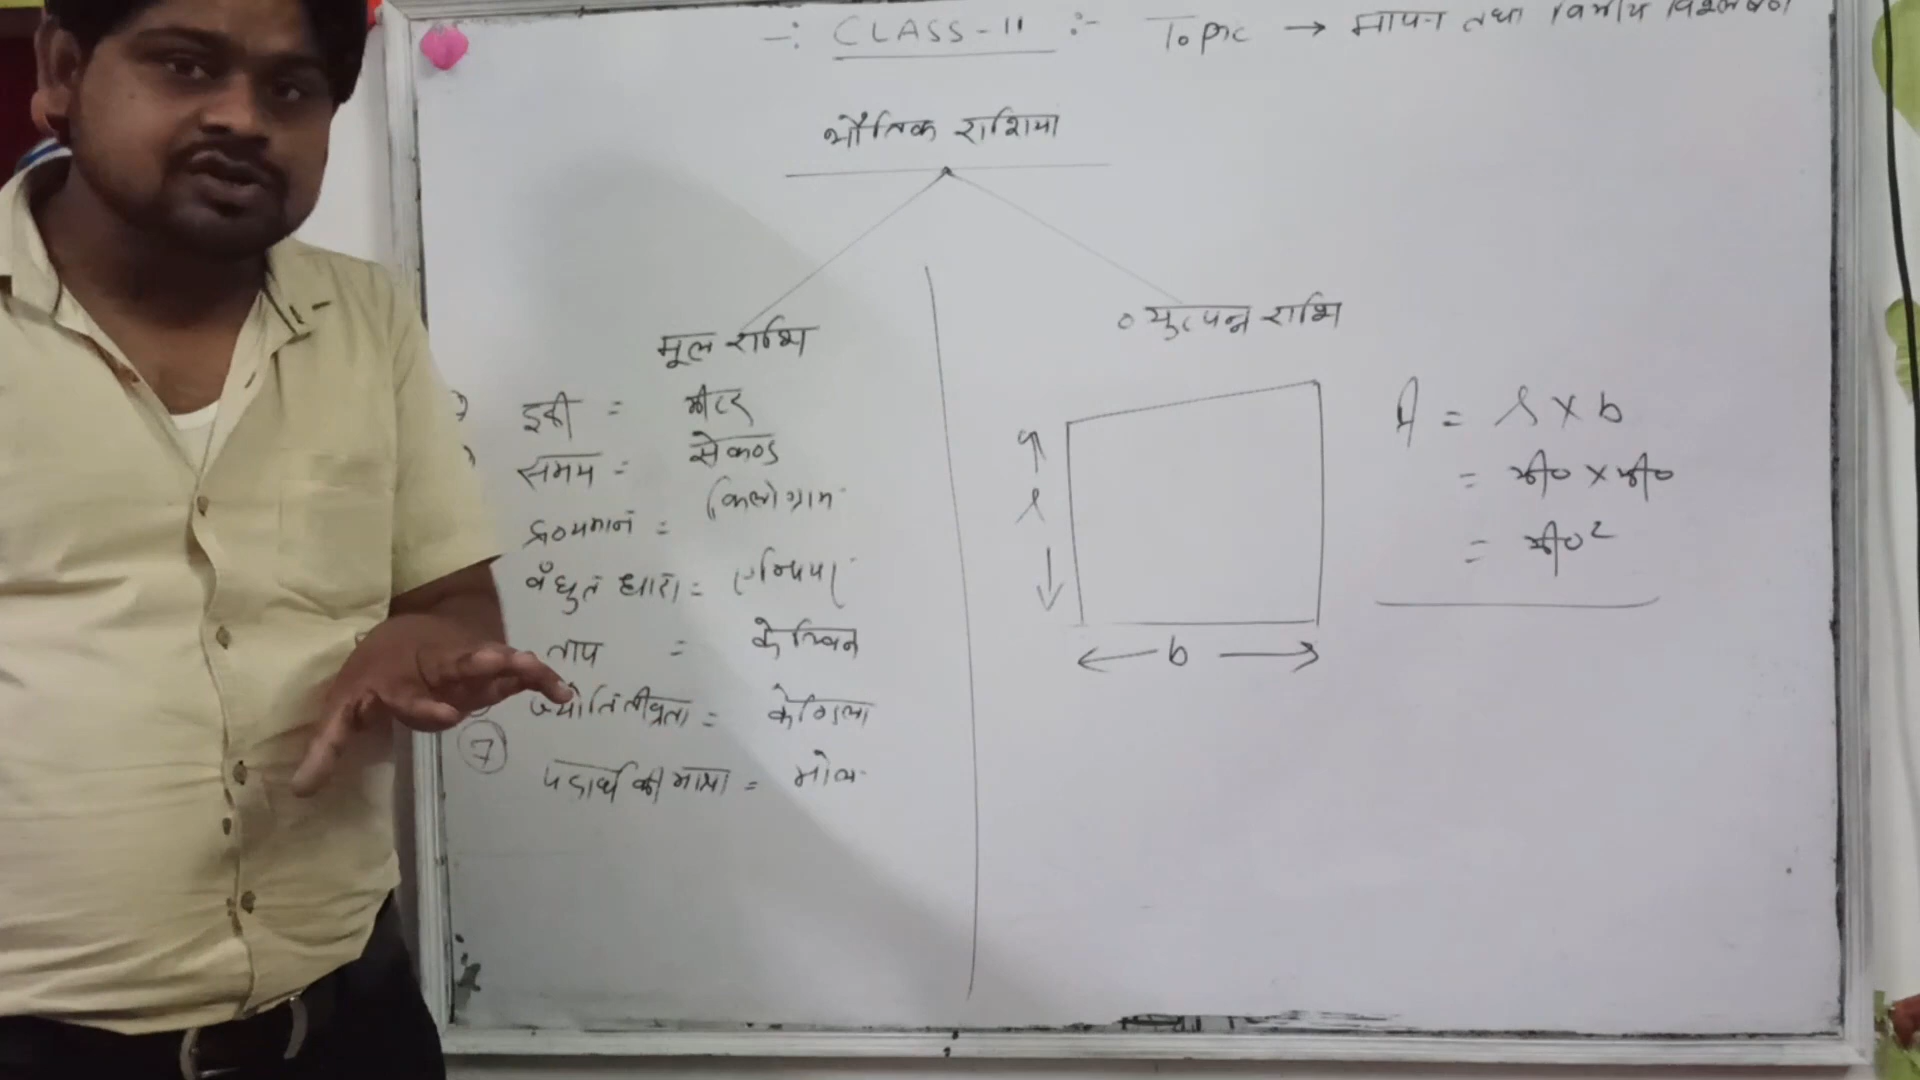 -: CLASS-11 :- Topic → मापन तथा विमीय विश्लेषण
भौतिक राशिया
मूल राशि
व्युत्पन्न राशि
= मीटर
समय = सेकण्ड
द्रव्यमान = किलोग्राम
वैधुत धारा = एम्पियर
ताप = केल्विन
ज्योति तीव्रता = केण्डिला
7 पदार्थ की मात्रा = मोल
l
b
A = l × b
= मी० × मी०
= मी०²